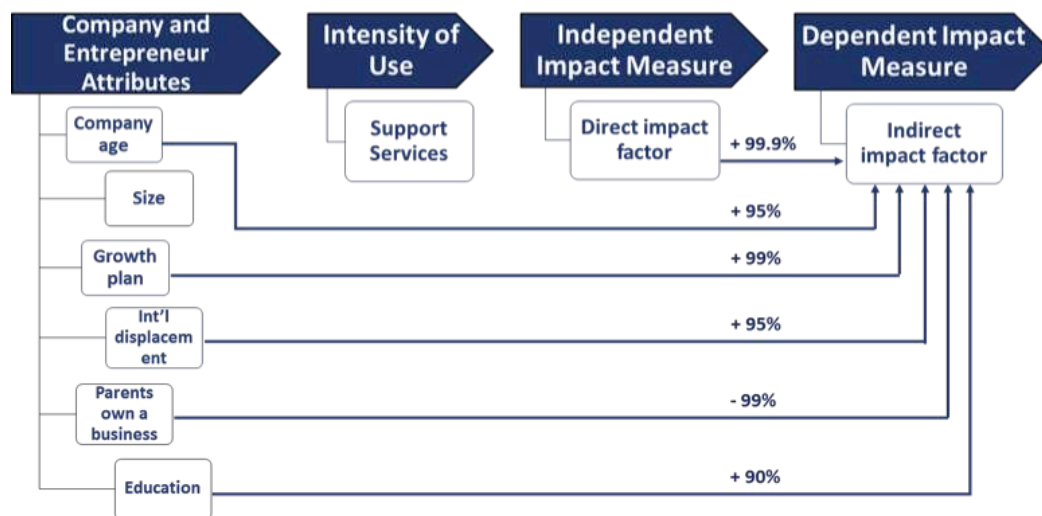 Company and
Entrepreneur
Attributes
Intensity of
Use
Independent
Impact Measure
Dependent Impact
Measure
Company
age
Support
Services
Direct impact
factor
+ 99.9%
Indirect
impact factor
Size
+ 95%
Growth
plan
+ 99%
Int'l
displacem
ent
+ 95%
Parents
own a
business
- 99%
Education
+ 90%